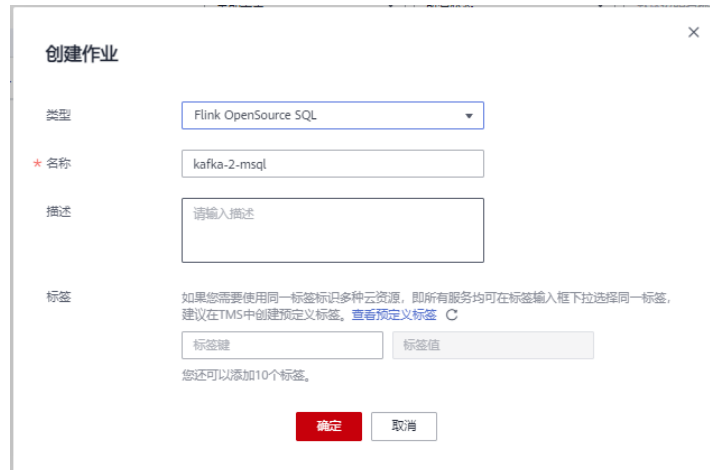 创建作业
类型
Flink OpenSource SQL
* 名称
kafka-2-msql
描述
请输入描述
标签
如果您需要使用同一标签标识多种云资源，即所有服务均可在标签输入框下拉选择同一标签，
建议在TMS中创建预定义标签。查看预定义标签
标签键
标签值
您还可以添加10个标签。
确定
取消